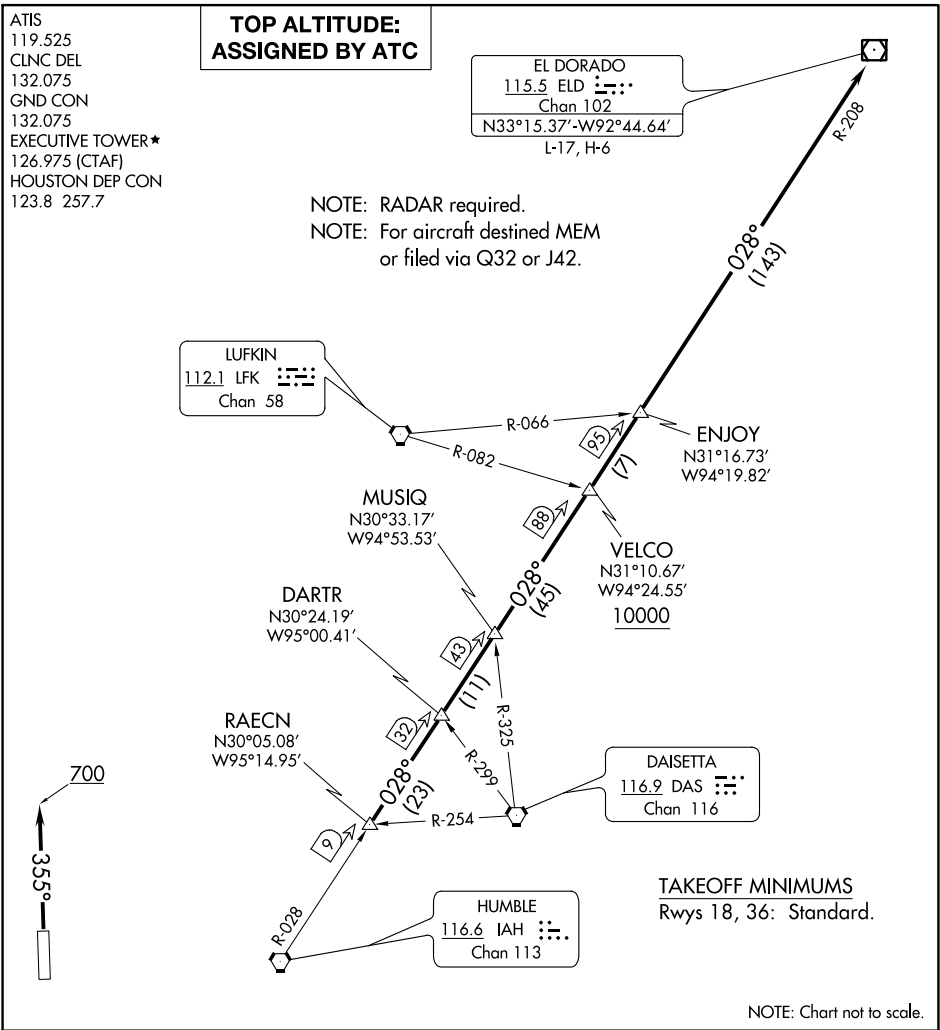 ATIS
119.525
CLNC DEL
132.075
GND CON
132.075
EXECUTIVE TOWER★
126.975 (CTAF)
HOUSTON DEP CON
123.8 257.7
TOP ALTITUDE:
ASSIGNED BY ATC
EL DORADO
115.5 ELD
Chan 102
N33°15.37'-W92°44.64'
L-17, H-6
R-208
NOTE: RADAR required.
NOTE: For aircraft destined MEM
or filed via Q32 or J42.
028°
(143)
LUFKIN
112.1 LFK
Chan 58
R-066
R-082
95
(7)
ENJOY
N31°16.73'
W94°19.82'
88
VELCO
N31°10.67'
W94°24.55'
10000
MUSIQ
N30°33.17'
W94°53.53'
028°
(45)
DARTR
N30°24.19'
W95°00.41'
43
(11)
R-325
32
R-299
RAECN
N30°05.08'
W95°14.95'
028°
(23)
R-254
9
DAISETTA
116.9 DAS
Chan 116
700
355°
R-028
HUMBLE
116.6 IAH
Chan 113
TAKEOFF MINIMUMS
Rwys 18, 36: Standard.
NOTE: Chart not to scale.